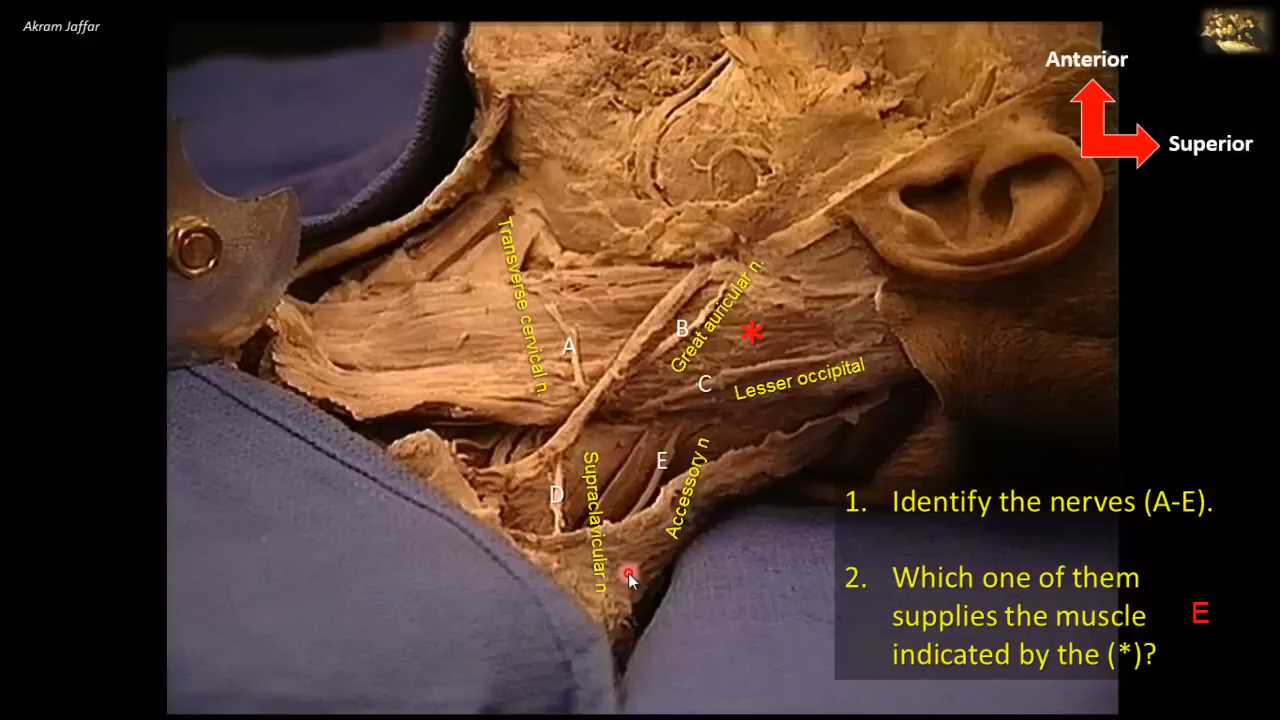 Akram Jaffar
Anterior
Superior
Transverse cervical n.
A
B
Great auricular n.
*
C
Lesser occipital
E
Accessory n
D
Supraclavicular n
1. Identify the nerves (A-E).
2. Which one of them
supplies the muscle
indicated by the (*)?
E